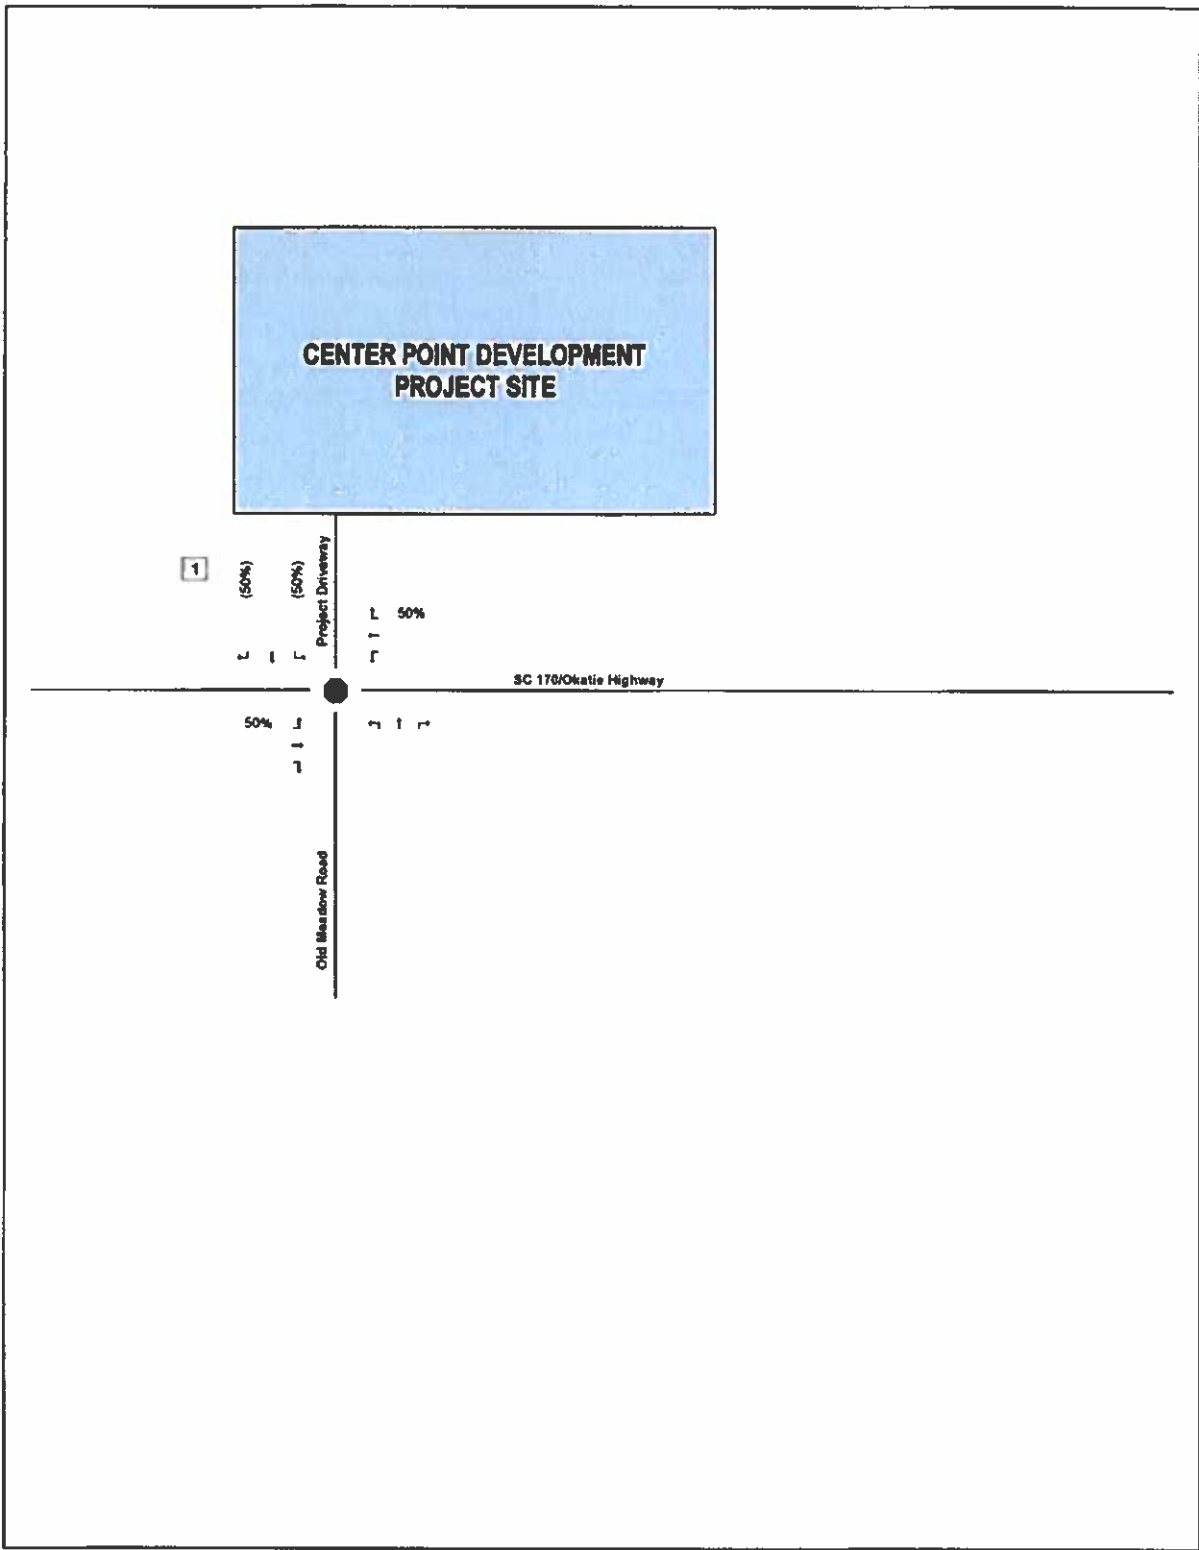 CENTER POINT DEVELOPMENT
PROJECT SITE
1
(50%)
(50%)
Project Driveway
50%
SC 170/Okatie Highway
50%
Old Meadow Road